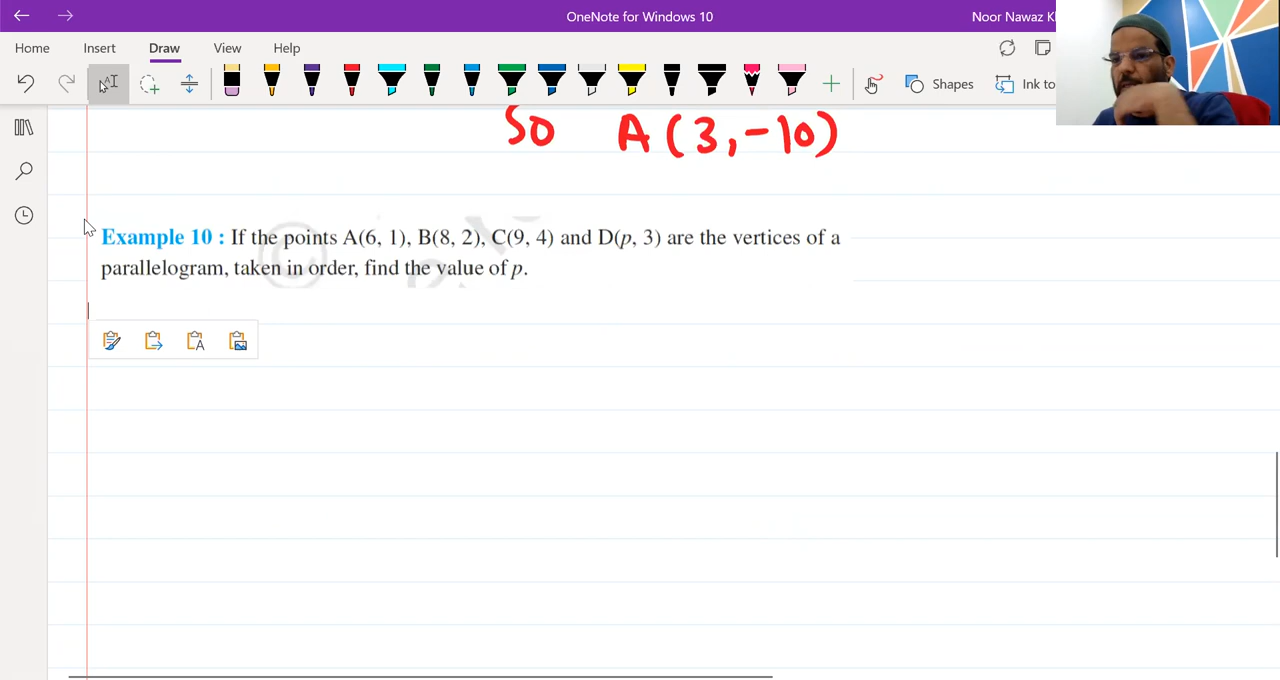 OneNote for Windows 10
Noor Nawaz Kh
Home Insert Draw View Help
Shapes
Ink to
So A (3, -10)
Example 10 : If the points A(6, 1), B(8, 2), C(9, 4) and D(p, 3) are the vertices of a
parallelogram, taken in order, find the value of p.